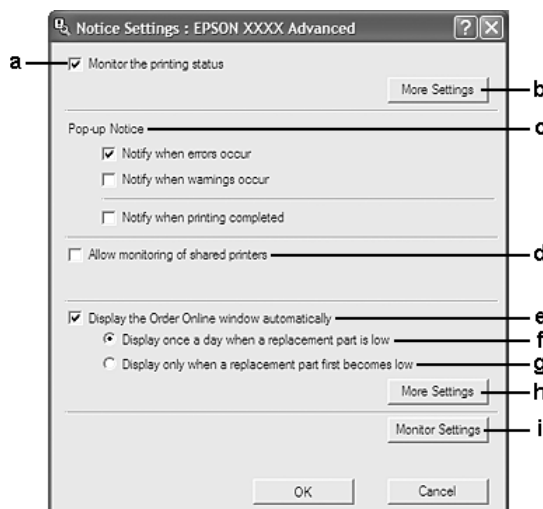 Notice Settings : EPSON XXXX Advanced
a
Monitor the printing status
More Settings
b
Pop-up Notice
c
Notify when errors occur
Notify when warnings occur
Notify when printing completed
Allow monitoring of shared printers
d
Display the Order Online window automatically
e
Display once a day when a replacement part is low
f
Display only when a replacement part first becomes low
g
More Settings
h
Monitor Settings
i
OK
Cancel